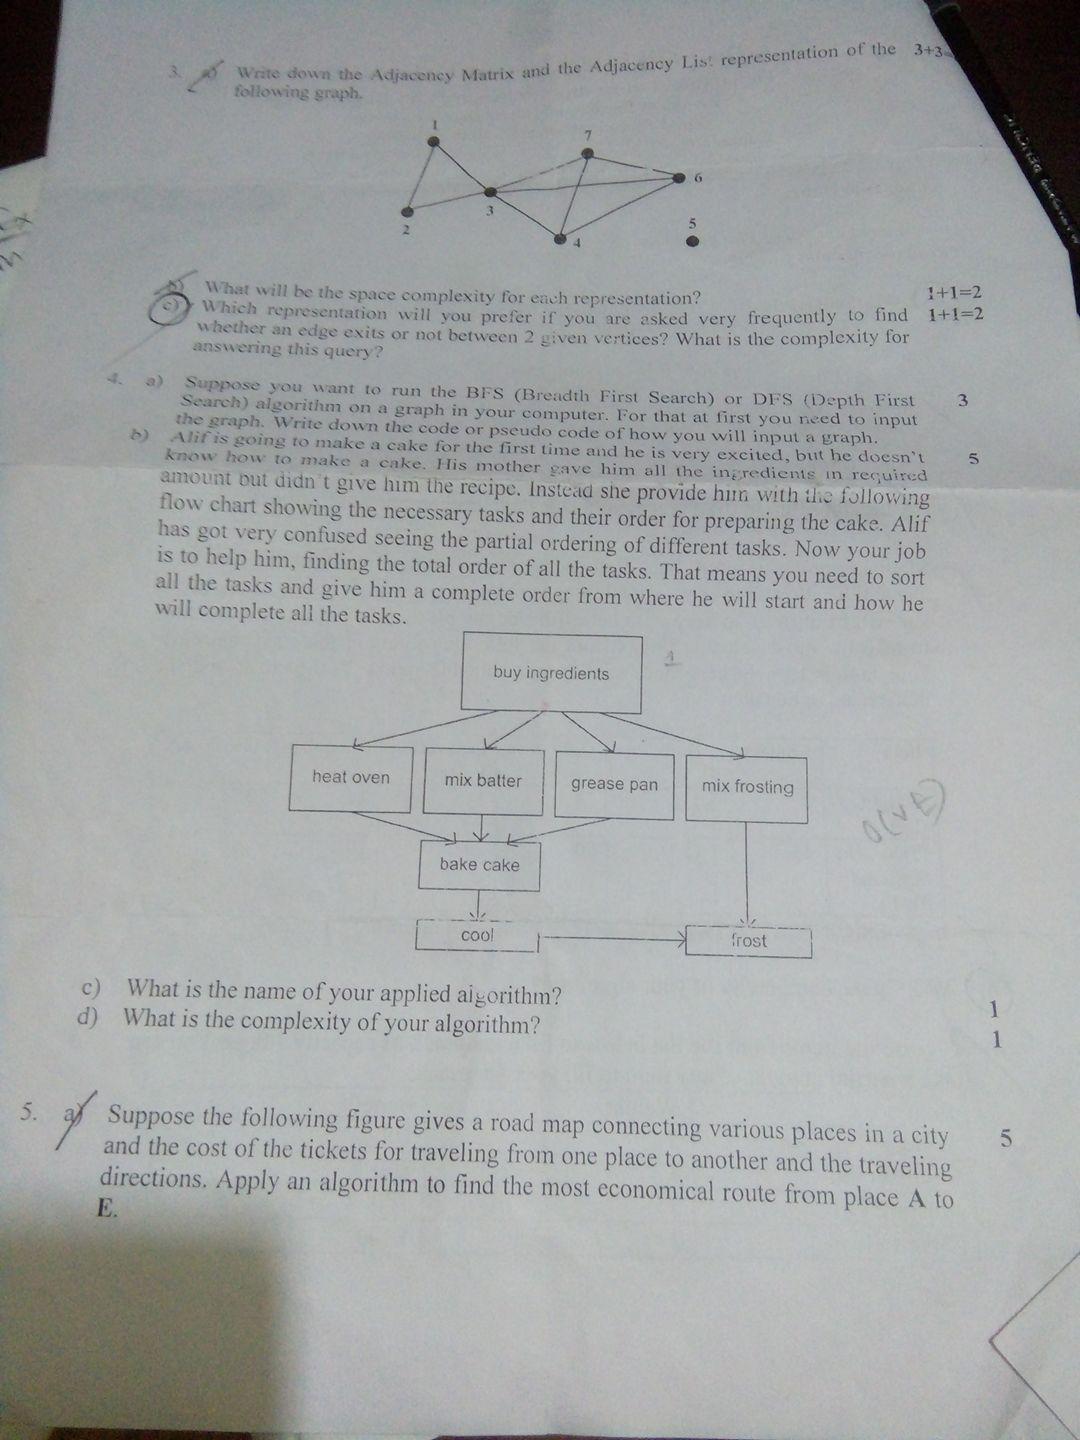 3. a) Write down the Adjacency Matrix and the Adjacency List representation of the 3+3=
following graph.
1
7
6
3
2
4
5
b) What will be the space complexity for each representation? 1+1=2
c) Which representation will you prefer if you are asked very frequently to find 1+1=2
whether an edge exits or not between 2 given vertices? What is the complexity for
answering this query?
4. a) Suppose you want to run the BFS (Breadth First Search) or DFS (Depth First 3
Search) algorithm on a graph in your computer. For that at first you need to input
the graph. Write down the code or pseudo code of how you will input a graph.
b) Alif is going to make a cake for the first time and he is very excited, but he doesn't 5
know how to make a cake. His mother gave him all the ingredients in required
amount but didn't give him the recipe. Instead she provide him with the following
flow chart showing the necessary tasks and their order for preparing the cake. Alif
has got very confused seeing the partial ordering of different tasks. Now your job
is to help him, finding the total order of all the tasks. That means you need to sort
all the tasks and give him a complete order from where he will start and how he
will complete all the tasks.
buy ingredients 1
heat oven mix batter grease pan mix frosting
O(VE)
bake cake
cool frost
c) What is the name of your applied algorithm? 1
d) What is the complexity of your algorithm? 1
5. a) Suppose the following figure gives a road map connecting various places in a city 5
and the cost of the tickets for traveling from one place to another and the traveling
directions. Apply an algorithm to find the most economical route from place A to
E.